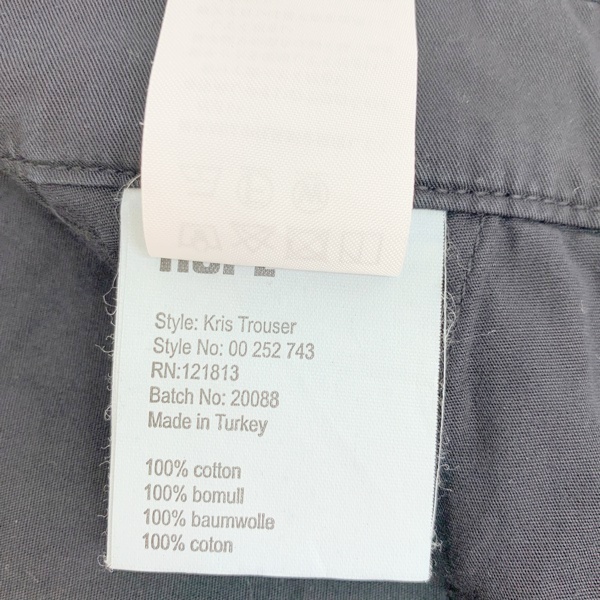 Style: Kris Trouser
Style No: 00 252 743
RN:121813
Batch No: 20088
Made in Turkey
100% cotton
100% bomull
100% baumwolle
100% coton